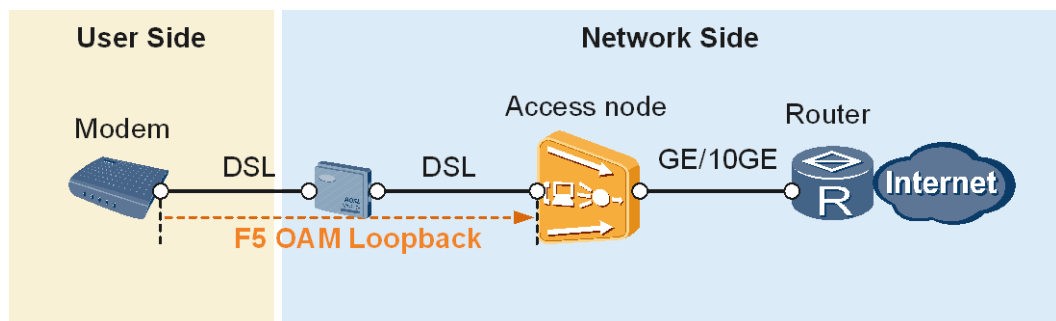 User Side
Network Side
Modem
DSL
DSL
Access node
GE/10GE
Router
R
Internet
F5 OAM Loopback